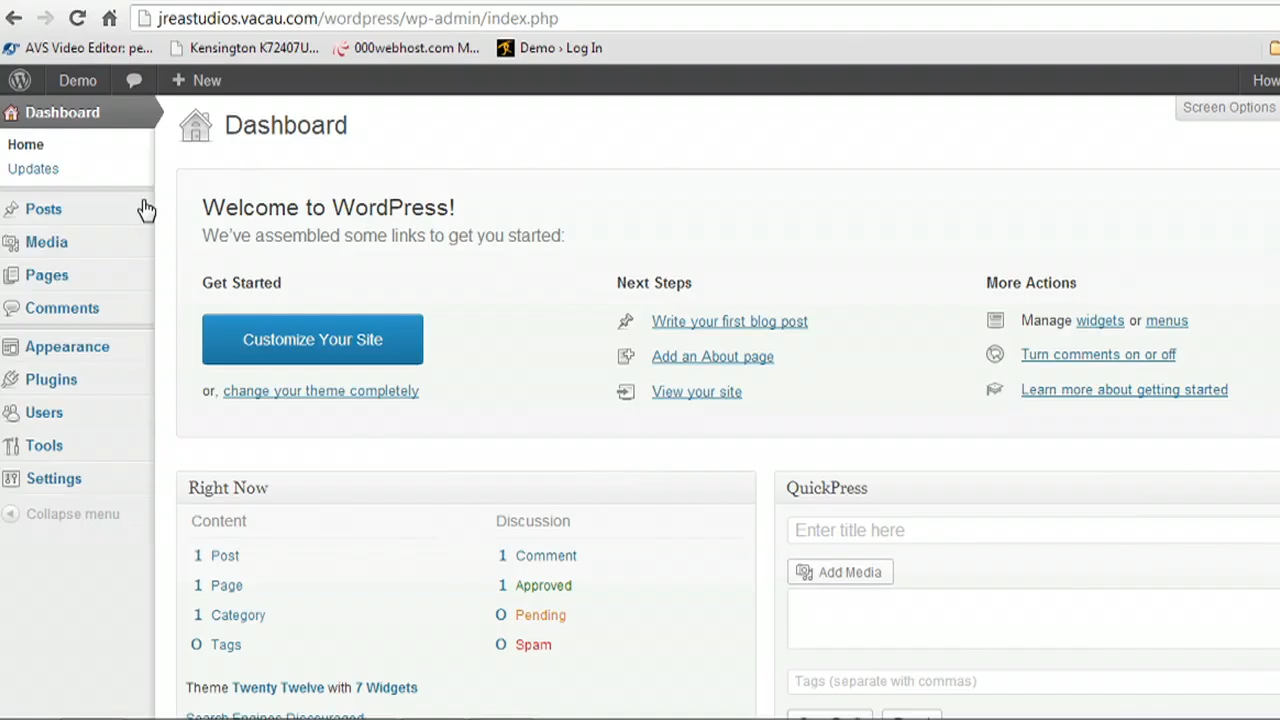 jreastudios.vacau.com/wordpress/wp-admin/index.php
AVS Video Editor: pe... Kensington K72407U... 000webhost.com M... Demo › Log In
Demo + New How
Dashboard
Home
Updates
Posts
Media
Pages
Comments
Appearance
Plugins
Users
Tools
Settings
Collapse menu
Screen Options
Dashboard
Welcome to WordPress!
We've assembled some links to get you started:
Get Started
Customize Your Site
or, change your theme completely
Next Steps
Write your first blog post
Add an About page
View your site
More Actions
Manage widgets or menus
Turn comments on or off
Learn more about getting started
Right Now
Content
1 Post
1 Page
1 Category
0 Tags
Discussion
1 Comment
1 Approved
0 Pending
0 Spam
Theme Twenty Twelve with 7 Widgets
Search Engines Discouraged
QuickPress
Enter title here
Add Media
Tags (separate with commas)